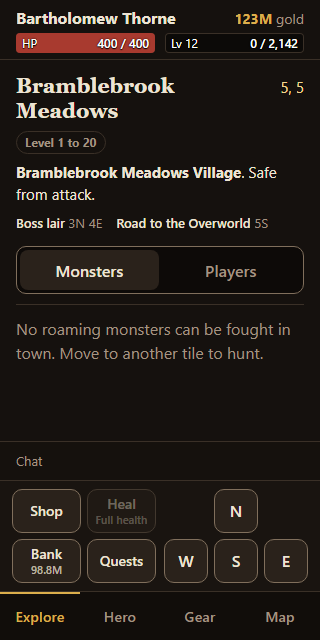 Bartholomew Thorne 123M gold
HP 400 / 400 Lv 12 0 / 2,142
Bramblebrook 5, 5
Meadows
Level 1 to 20
Bramblebrook Meadows Village. Safe
from attack.
Boss lair 3N 4E Road to the Overworld 5S
Monsters Players
No roaming monsters can be fought in
town. Move to another tile to hunt.
Chat
Shop Heal N
Full health
Bank Quests W S E
98.8M
Explore Hero Gear Map